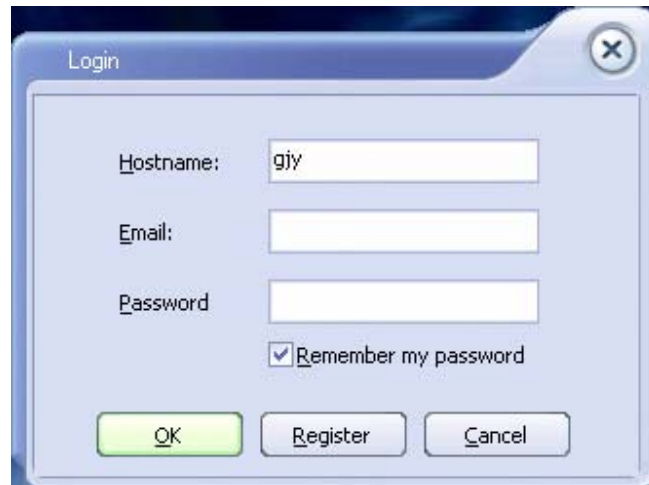 Login
Hostname: gjy
Email:
Password
Remember my password
OK Register Cancel